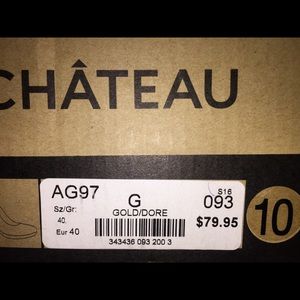 CHÂTEAU
AG97 G S16 093
Sz/Gr: GOLD/DORE $79.95
40.
Eur 40
343436 093 200 3
10